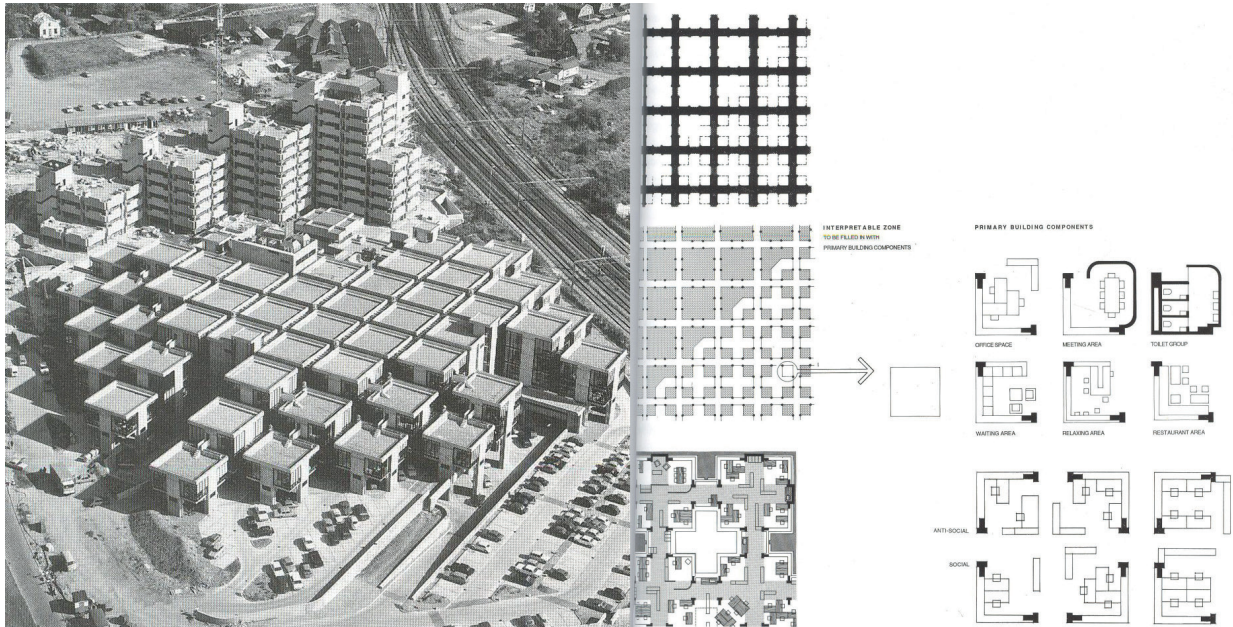 INTERPRETABLE ZONE
TO BE FILLED IN WITH
PRIMARY BUILDING COMPONENTS
PRIMARY BUILDING COMPONENTS
OFFICE SPACE
MEETING AREA
TOILET GROUP
WAITING AREA
RELAXING AREA
RESTAURANT AREA
ANTI-SOCIAL
SOCIAL